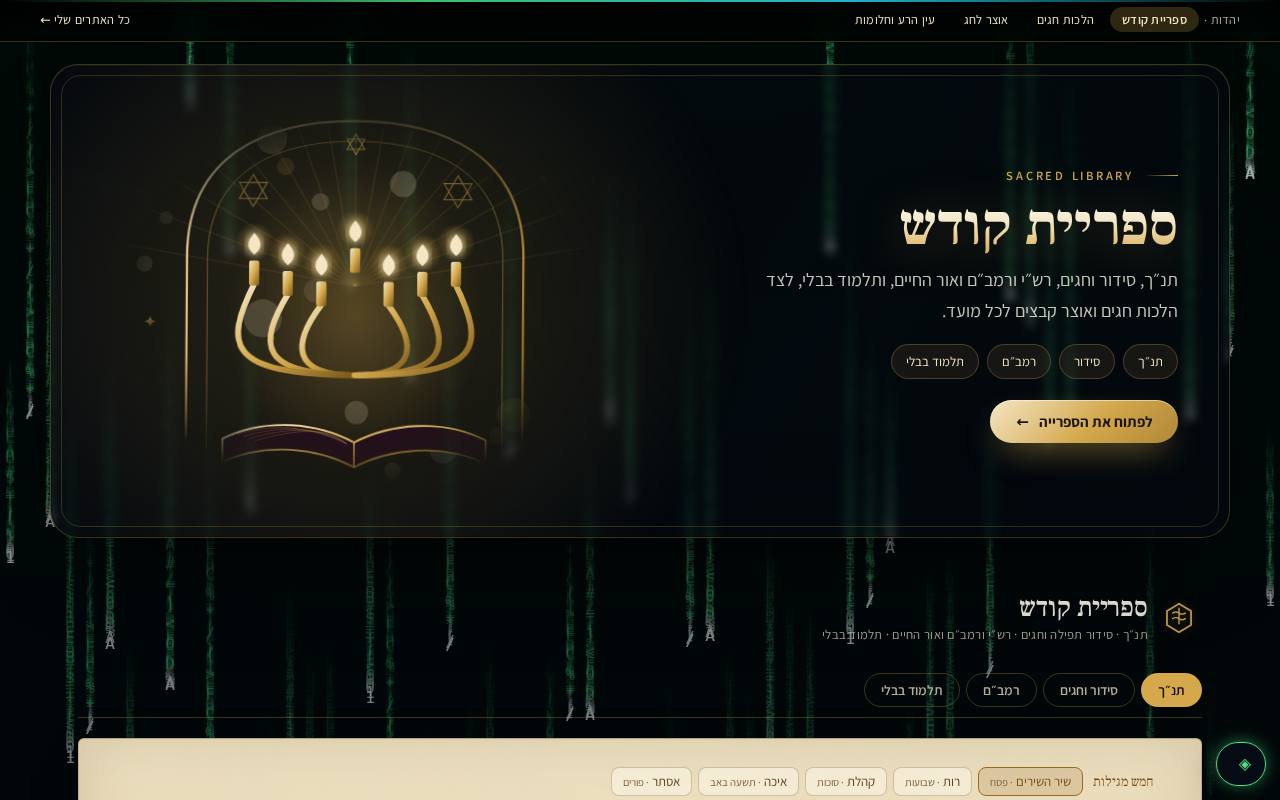 יהדות · ספריית קודש הלכות חגים אוצר לחג עין הרע וחלומות כל האתרים שלי ←
SACRED LIBRARY
ספריית קודש
תנ״ך, סידור וחגים, רש״י ורמב״ם ואור החיים, ותלמוד בבלי, לצד
הלכות חגים ואוצר קבצים לכל מועד.
תנ״ך סידור רמב״ם תלמוד בבלי
לפתוח את הספרייה ←
ספריית קודש
תנ״ך · סידור תפילה וחגים · רש״י ורמב״ם ואור החיים · תלמוד בבלי
תנ״ך סידור וחגים רמב״ם תלמוד בבלי
חמש מגילות שיר השירים · פסח רות · שבועות קהלת · סוכות איכה · תשעה באב אסתר · פורים